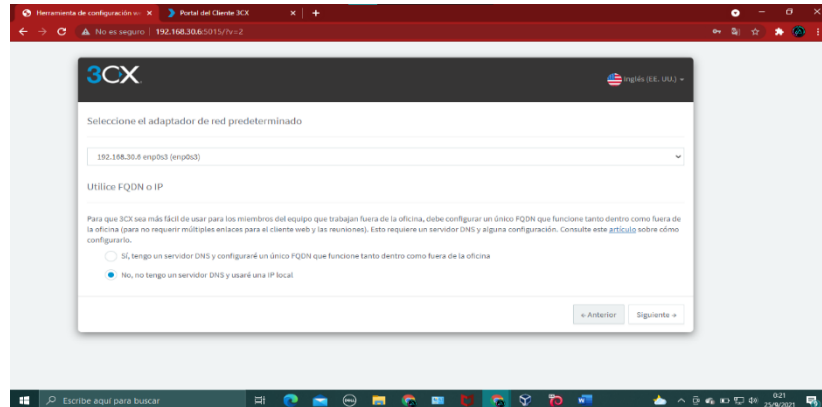 Herramienta de configuración w
Portal del Cliente 3CX
No es seguro | 192.168.30.6:5015/?v=2
3CX
Inglés (EE. UU.)
Seleccione el adaptador de red predeterminado
192.168.30.6 enp0s3 (enp0s3)
Utilice FQDN o IP
Para que 3CX sea más fácil de usar para los miembros del equipo que trabajan fuera de la oficina, debe configurar un único FQDN que funcione tanto dentro como fuera de
la oficina (para no requerir múltiples enlaces para el cliente web y las reuniones). Esto requiere un servidor DNS y alguna configuración. Consulte este artículo sobre cómo
configurarlo.
Sí, tengo un servidor DNS y configuraré un único FQDN que funcione tanto dentro como fuera de la oficina
No, no tengo un servidor DNS y usaré una IP local
« Anterior
Siguiente »
Escribe aquí para buscar
0:21
25/9/2021